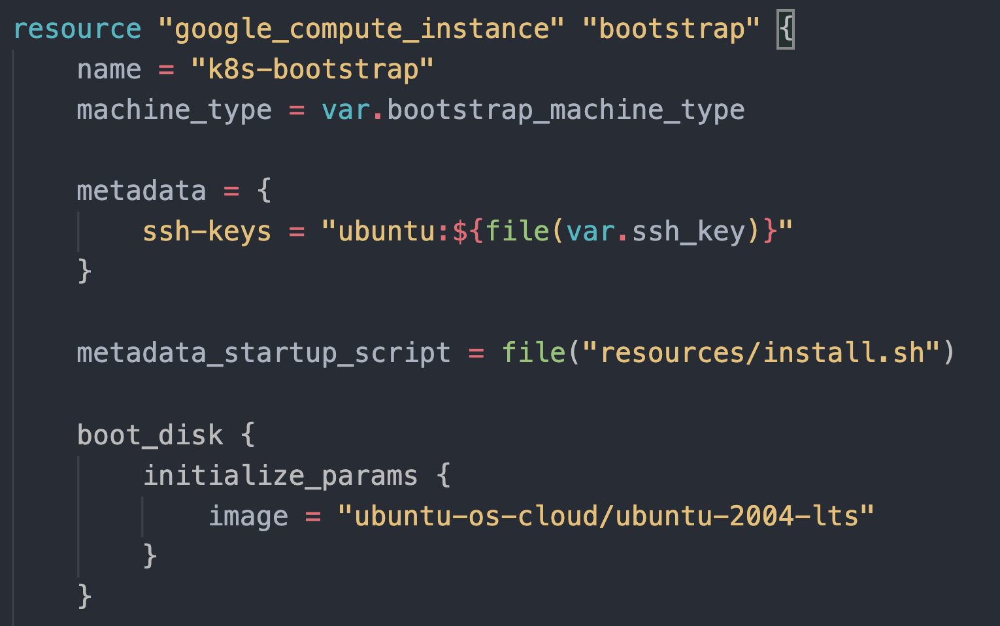 resource "google_compute_instance" "bootstrap" {
    name = "k8s-bootstrap"
    machine_type = var.bootstrap_machine_type

    metadata = {
        ssh-keys = "ubuntu:${file(var.ssh_key)}"
    }

    metadata_startup_script = file("resources/install.sh")

    boot_disk {
        initialize_params {
            image = "ubuntu-os-cloud/ubuntu-2004-lts"
        }
    }